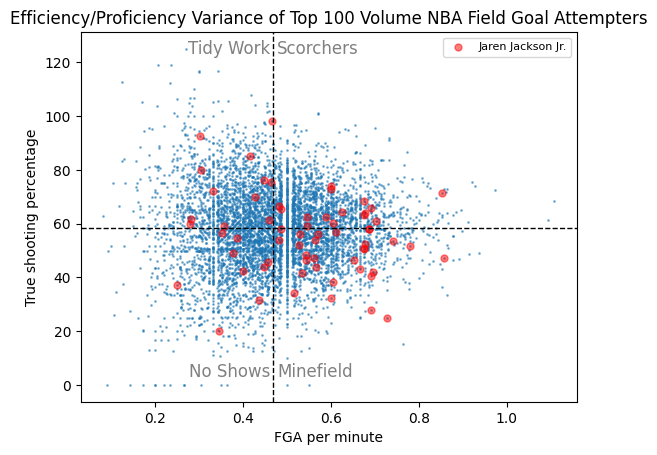 Efficiency/Proficiency Variance of Top 100 Volume NBA Field Goal Attempters
Tidy Work Scorchers
Jaren Jackson Jr.
120
100
80
60
40
20
0
True shooting percentage
No Shows Minefield
0.2 0.4 0.6 0.8 1.0
FGA per minute